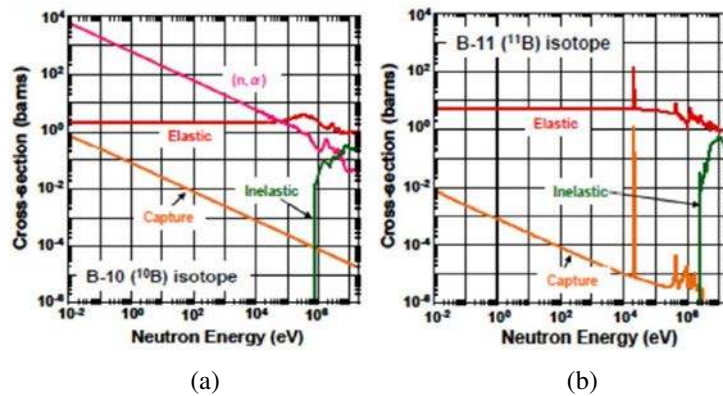 (a)
Cross-section (barns)
10⁴
10²
10⁰
10⁻²
10⁻⁴
10⁻⁶
(n, α)
Elastic
Inelastic
Capture
B-10 (¹⁰B) isotope
10⁻² 10⁰ 10² 10⁴ 10⁶
Neutron Energy (eV)
(a)
(b)
Cross-section (barns)
10⁴
10²
10⁰
10⁻²
10⁻⁴
10⁻⁶
B-11 (¹¹B) isotope
Elastic
Inelastic
Capture
10⁻² 10⁰ 10² 10⁴ 10⁶
Neutron Energy (eV)
(b)